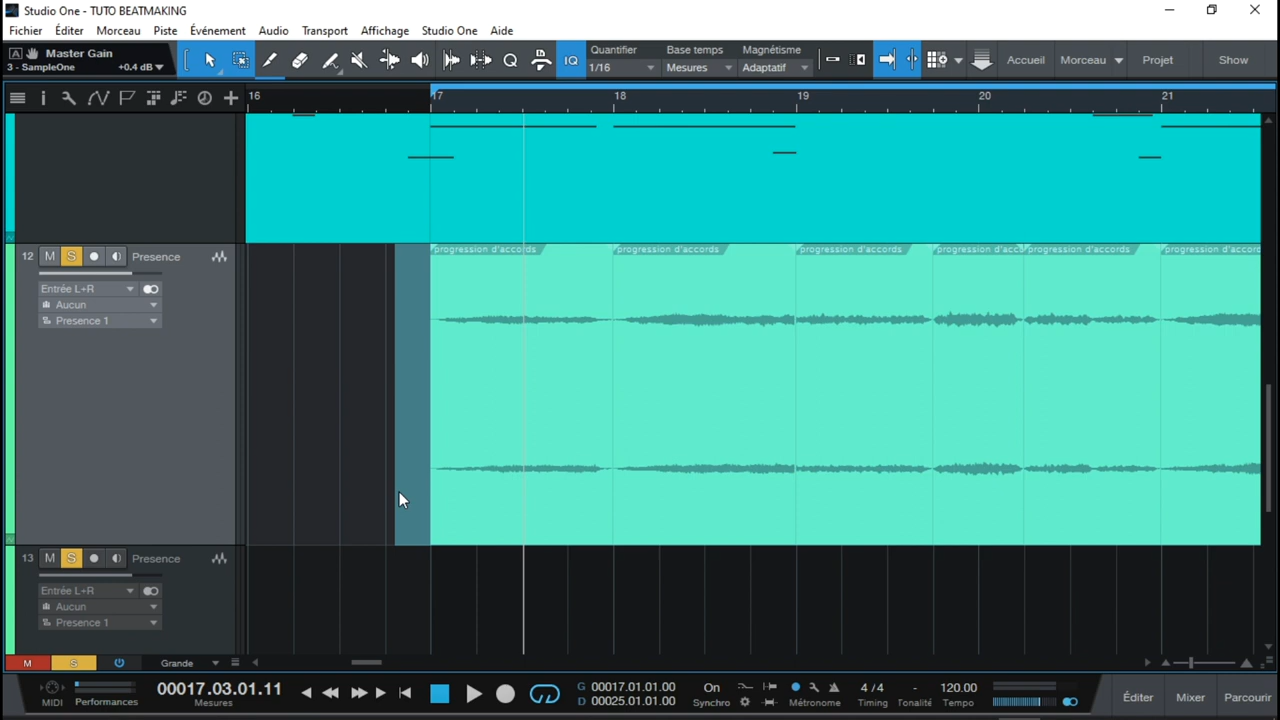 Studio One - TUTO BEATMAKING
Fichier Éditer Morceau Piste Événement Audio Transport Affichage Studio One Aide
A Master Gain
3 - SampleOne +0.4 dB
IQ
Quantifier
1/16
Base temps
Mesures
Magnétisme
Adaptatif
Accueil Morceau Projet Show
16 17 18 19 20 21
12 M S Presence
Entrée L+R
Aucun
Presence 1
progression d'accords progression d'accords progression d'accords progression d'acc progression d'accords progression d'accord
13 M S Presence
Entrée L+R
Aucun
Presence 1
M S Grande
MIDI Performances
00017.03.01.11
Mesures
G 00017.01.01.00
D 00025.01.01.00
On
Synchro
Métronome
4 / 4
Timing
-
Tonalité
120.00
Tempo
Éditer Mixer Parcourir